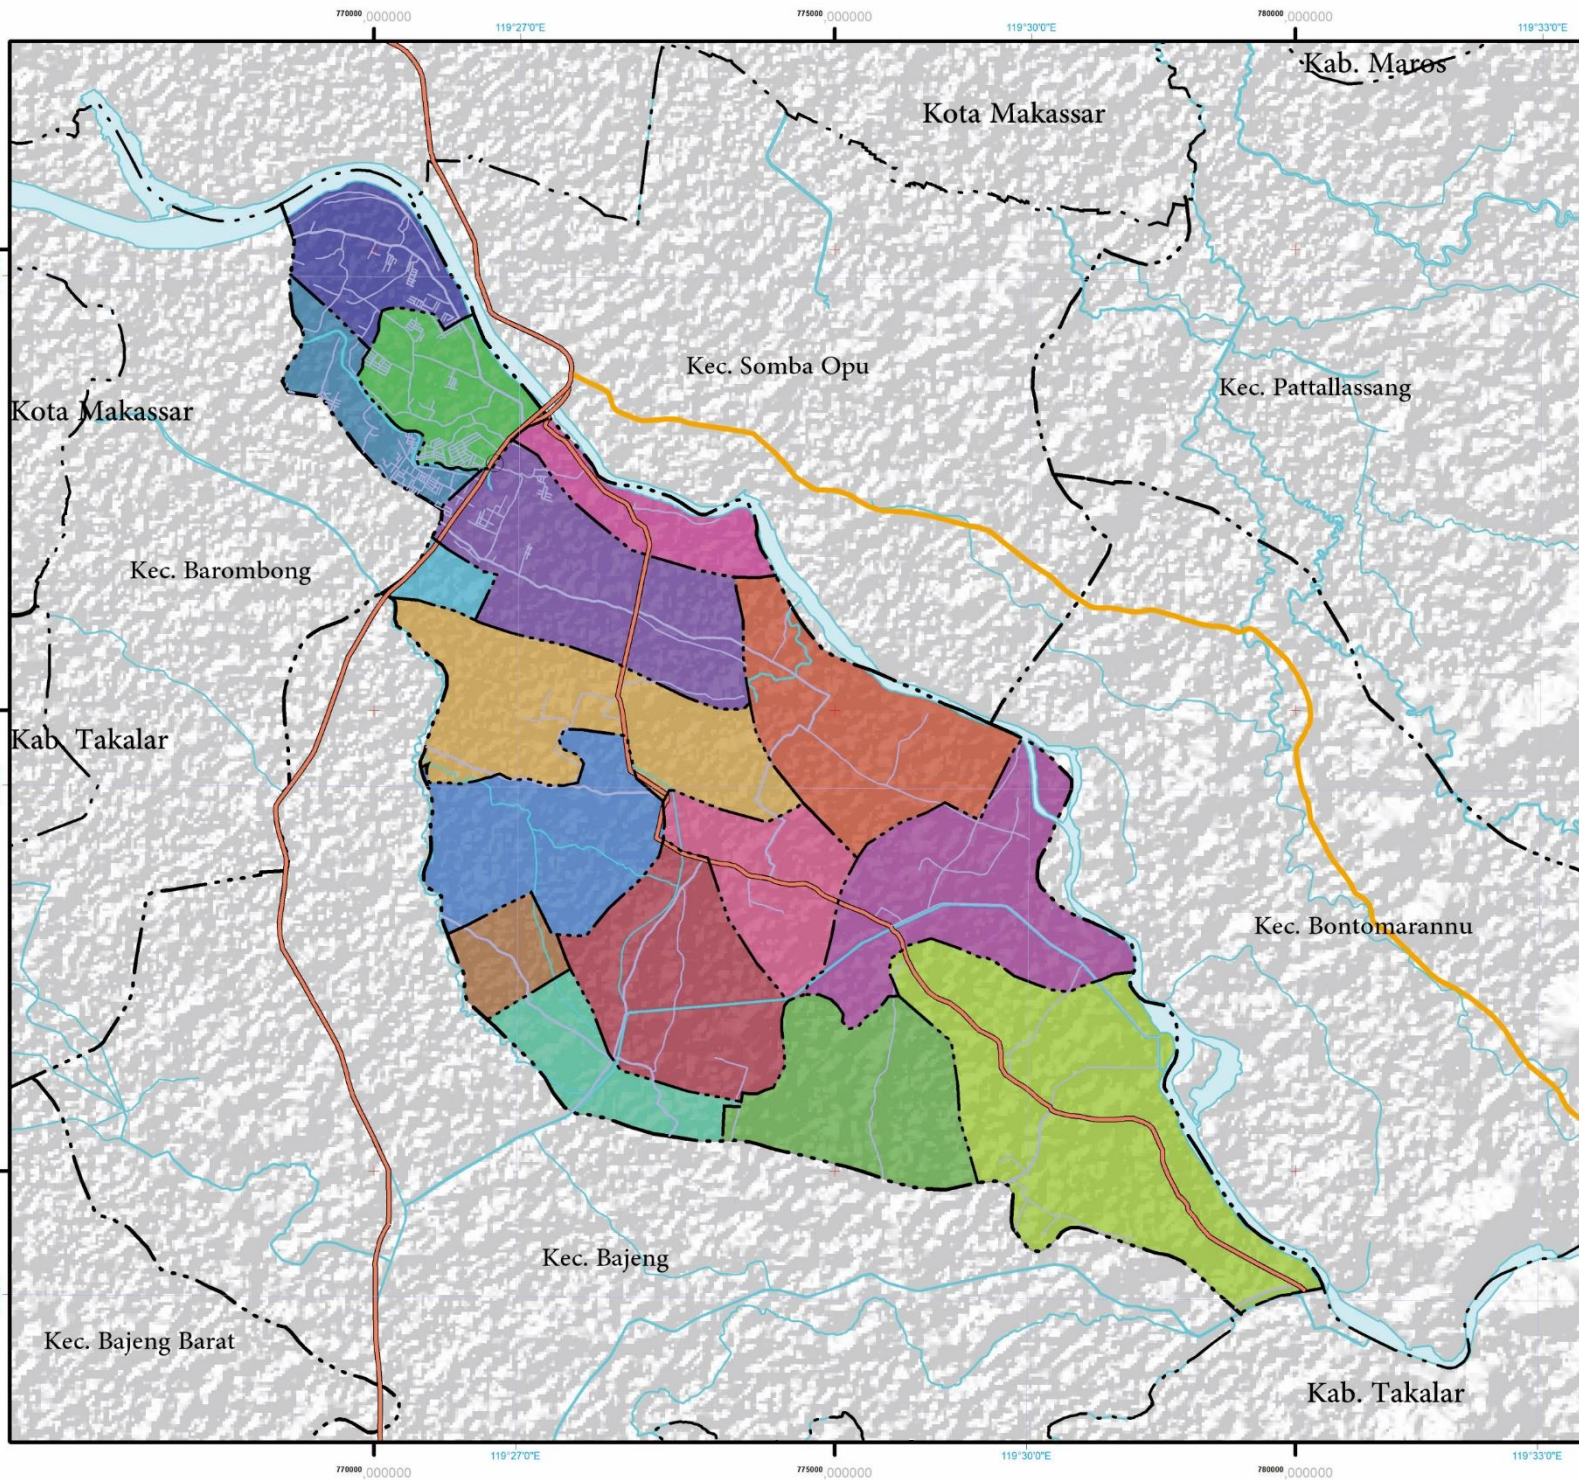 770000 ,000000
775000 ,000000
780000 ,000000
119°27'0"E
119°30'0"E
119°33'0"E
Kab. Maros
Kota Makassar
Kec. Somba Opu
Kec. Pattallassang
Kota Makassar
Kec. Barombong
Kab. Takalar
Kec. Bontomarannu
Kec. Bajeng
Kec. Bajeng Barat
Kab. Takalar
119°27'0"E
119°30'0"E
119°33'0"E
770000 ,000000
775000 ,000000
780000 ,000000